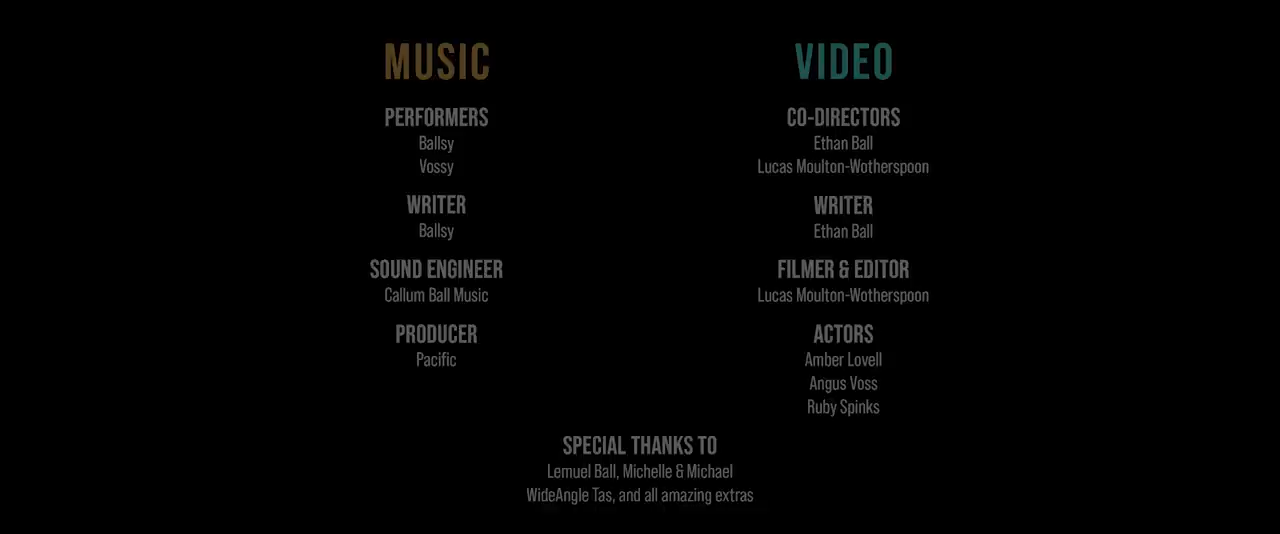 MUSIC
PERFORMERS
Ballsy
Vossy
WRITER
Ballsy
SOUND ENGINEER
Callum Ball Music
PRODUCER
Pacific
VIDEO
CO-DIRECTORS
Ethan Ball
Lucas Moulton-Wotherspoon
WRITER
Ethan Ball
FILMER & EDITOR
Lucas Moulton-Wotherspoon
ACTORS
Amber Lovell
Angus Voss
Ruby Spinks
SPECIAL THANKS TO
Lemuel Ball, Michelle & Michael
WideAngle Tas, and all amazing extras